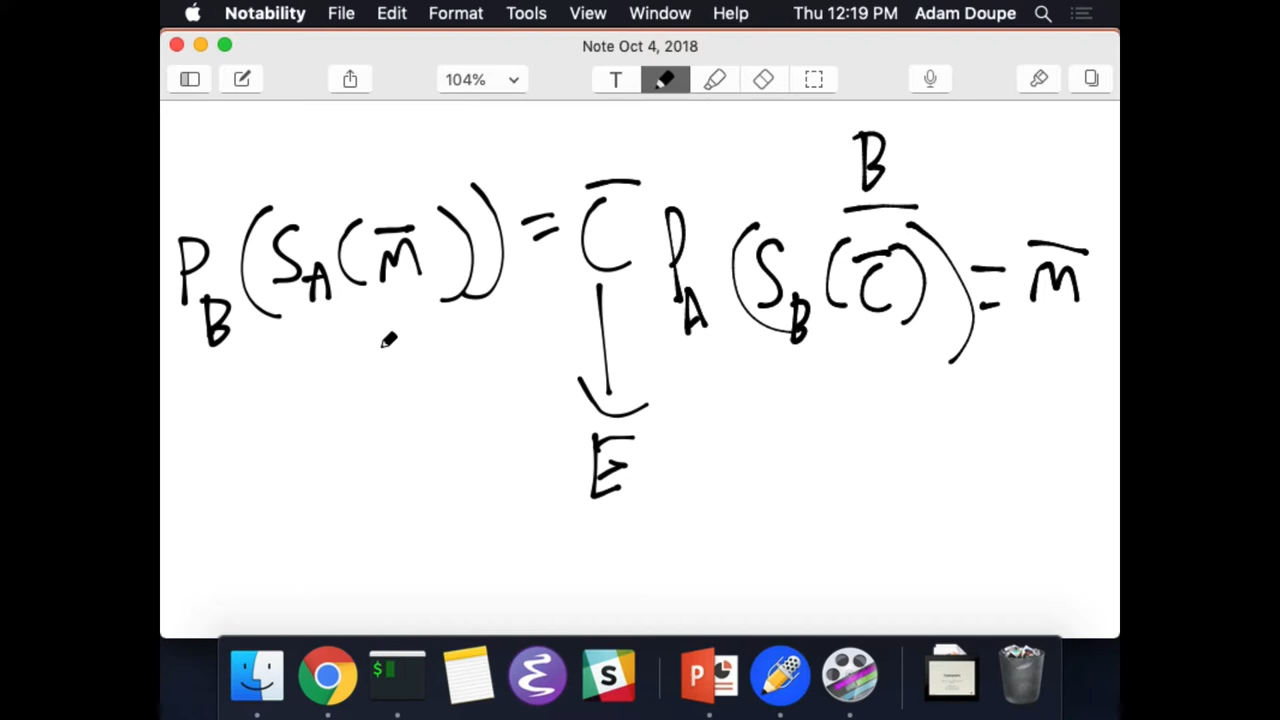 Notability File Edit Format Tools View Window Help Thu 12:19 PM Adam Doupe
Note Oct 4, 2018
104% T
B
P_B(S_A(M̅)) = C̅ P_A(S_B(C̅)) = M̅
E
$
S
P